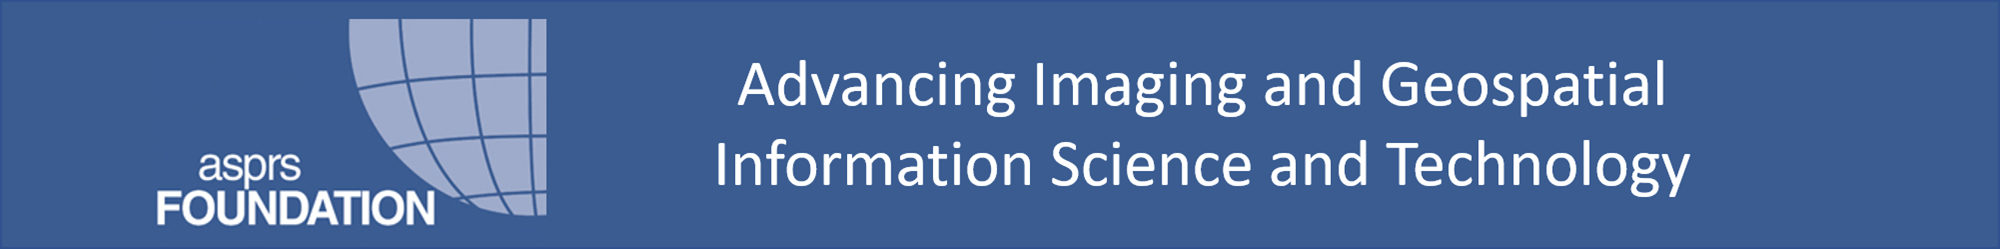 asprs
FOUNDATION
Advancing Imaging and Geospatial
Information Science and Technology